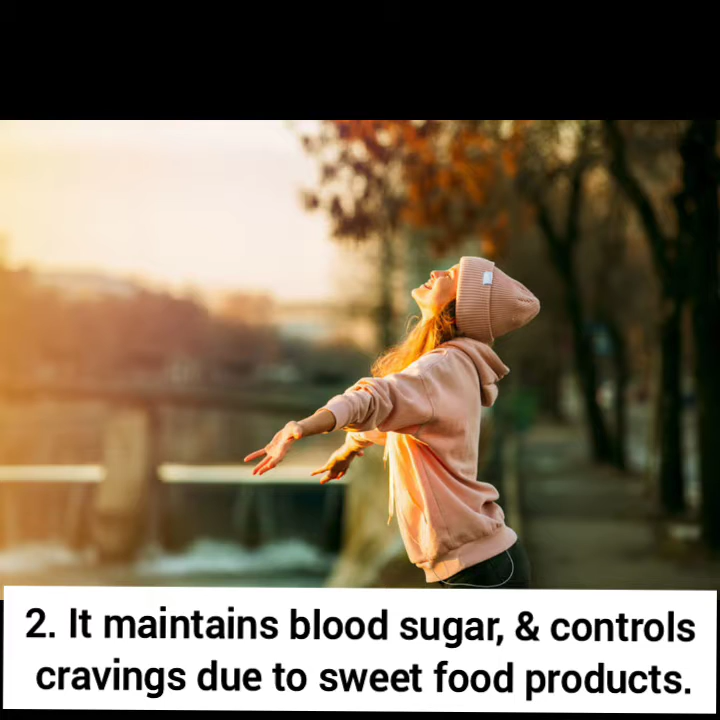 2. It maintains blood sugar, & controls
cravings due to sweet food products.